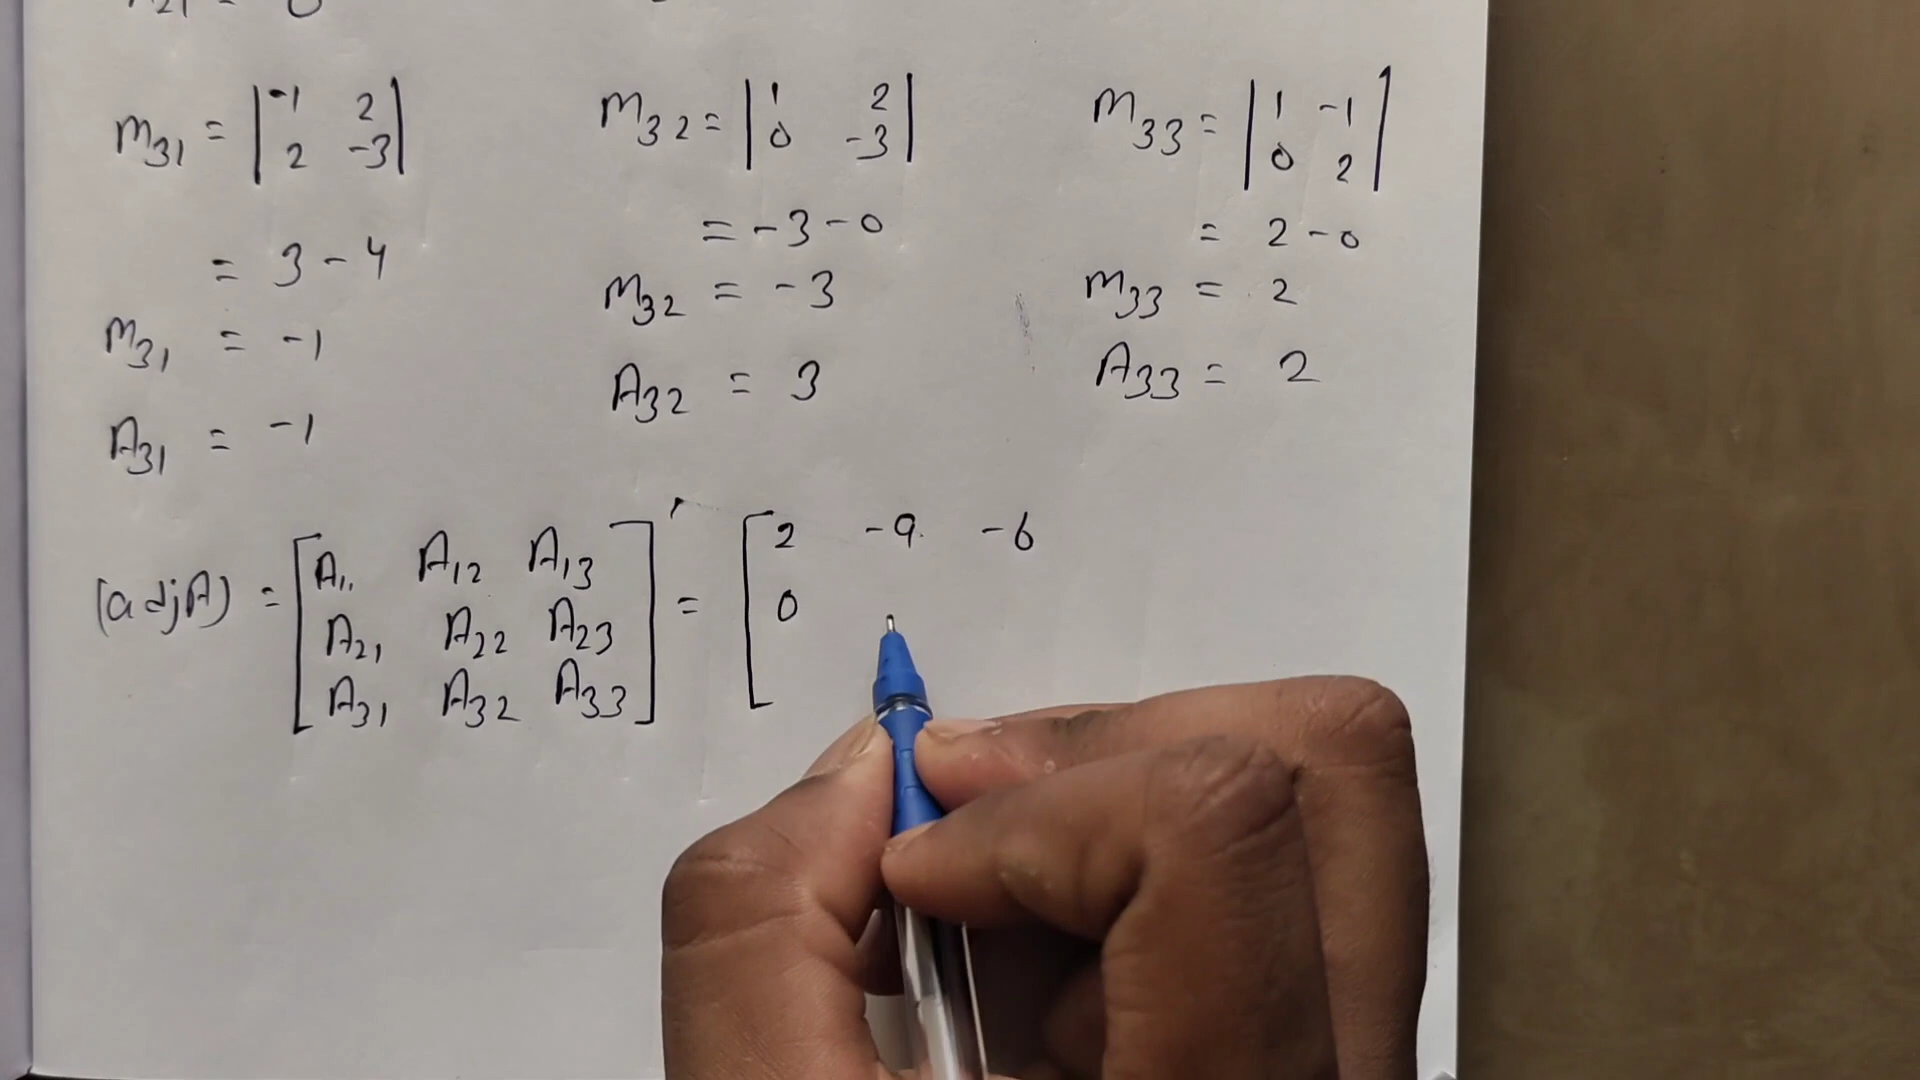 A21 = 0
M31 = | -1 2 | M32 = | 1 2 | M33 = | 1 -1 |
| 2 -3 | | 0 -3 | | 0 2 |
= 3 - 4 = -3 - 0 = 2 - 0
M31 = -1 M32 = -3 M33 = 2
A31 = -1 A32 = 3 A33 = 2
(adjA) = [ A11 A12 A13 ]' = [ 2 -9 -6
A21 A22 A23 0
A31 A32 A33